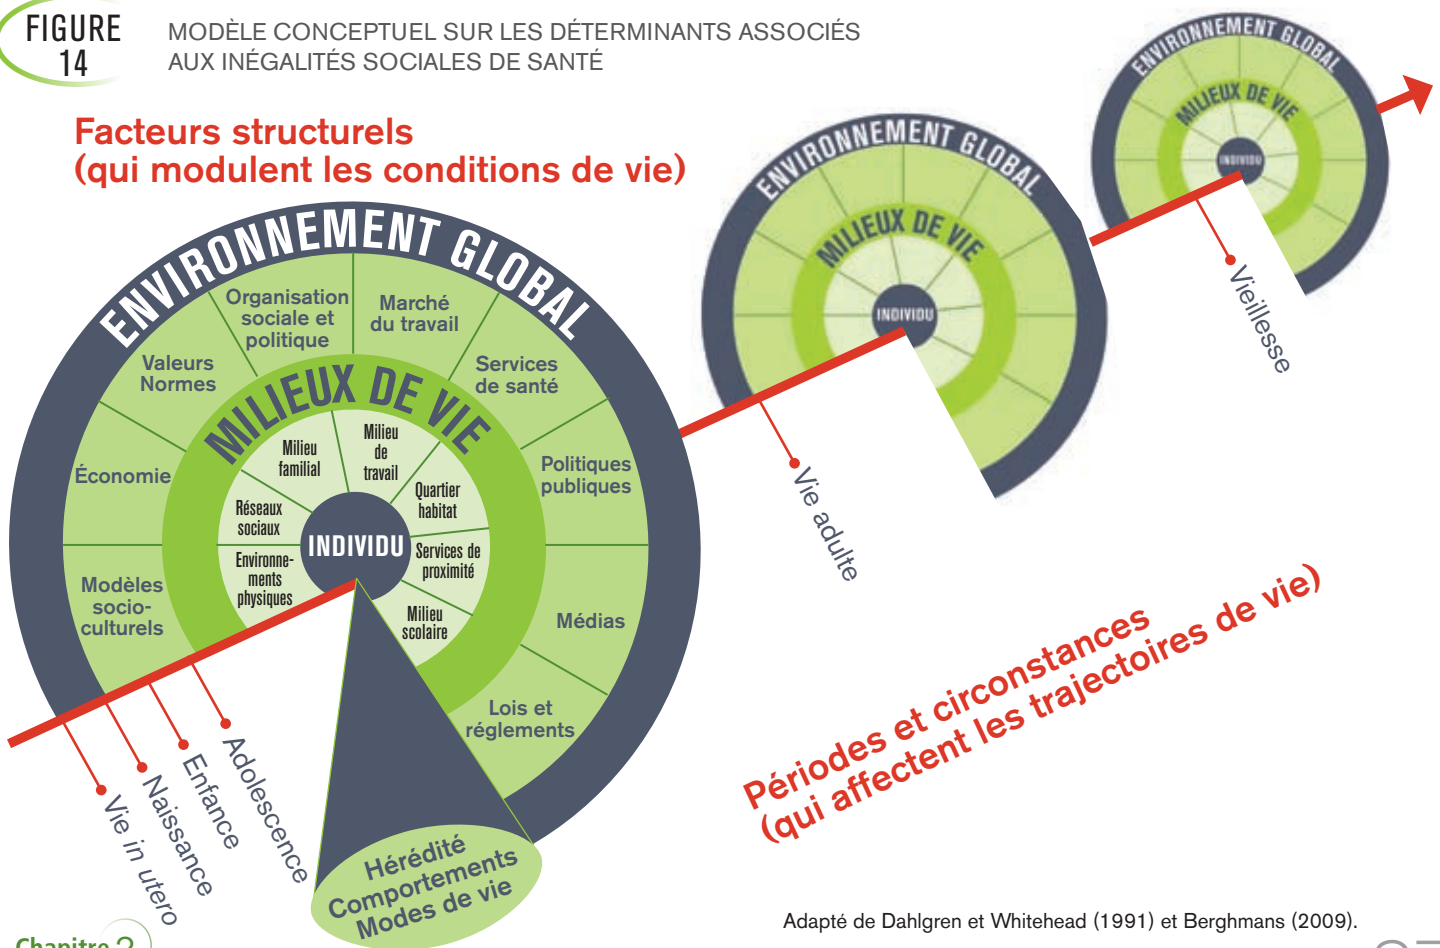 FIGURE
14
MODÈLE CONCEPTUEL SUR LES DÉTERMINANTS ASSOCIÉS
AUX INÉGALITÉS SOCIALES DE SANTÉ
Facteurs structurels
(qui modulent les conditions de vie)
ENVIRONNEMENT GLOBAL
Organisation
sociale et
politique
Marché
du travail
Valeurs
Normes
Services
de santé
Économie
Politiques
publiques
Modèles
socio-
culturels
Médias
Lois et
réglements
MILIEUX DE VIE
Milieu
familial
Milieu
de
travail
Réseaux
sociaux
Quartier
habitat
Environne-
ments
physiques
Services de
proximité
Milieu
scolaire
INDIVIDU
Hérédité
Comportements
Modes de vie
Vie in utero
Naissance
Enfance
Adolescence
ENVIRONNEMENT GLOBAL
MILIEUX DE VIE
INDIVIDU
Vie adulte
ENVIRONNEMENT GLOBAL
MILIEUX DE VIE
INDIVIDU
Vieillesse
Périodes et circonstances
(qui affectent les trajectoires de vie)
Adapté de Dahlgren et Whitehead (1991) et Berghmans (2009).
Chapitre